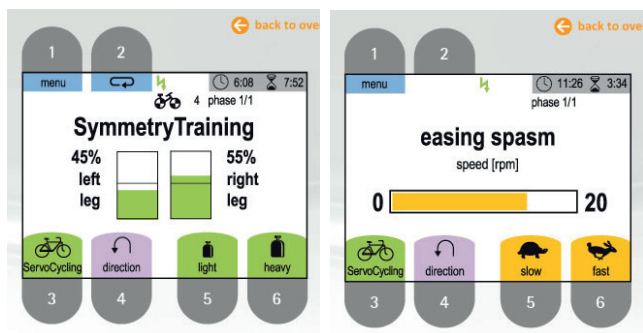 back to ove
1
2
menu
6:08
7:52
4 phase 1/1
SymmetryTraining
45%
left
leg
55%
right
leg
ServoCycling
direction
light
heavy
3
4
5
6
back to ove
1
2
menu
11:26
3:34
phase 1/1
easing spasm
speed [rpm]
0
20
ServoCycling
direction
slow
fast
3
4
5
6